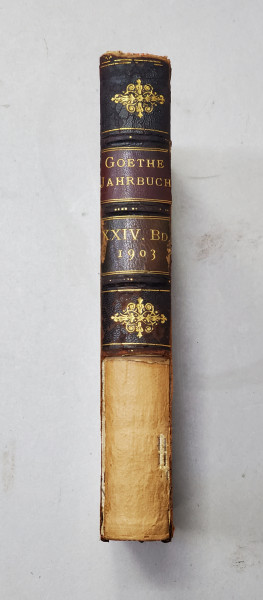 GOETHE
JAHRBUCH
XXIV. BD.
1903